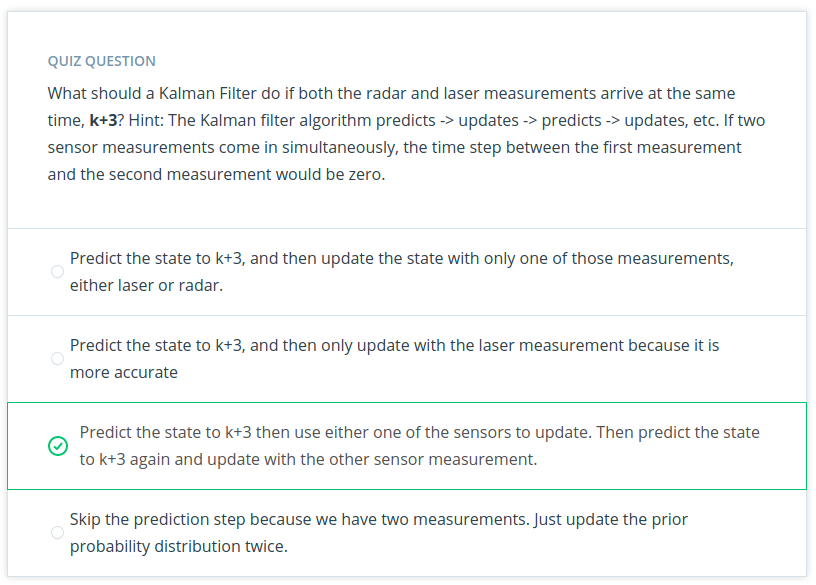 QUIZ QUESTION
What should a Kalman Filter do if both the radar and laser measurements arrive at the same
time, k+3? Hint: The Kalman filter algorithm predicts -> updates -> predicts -> updates, etc. If two
sensor measurements come in simultaneously, the time step between the first measurement
and the second measurement would be zero.
Predict the state to k+3, and then update the state with only one of those measurements,
either laser or radar.
Predict the state to k+3, and then only update with the laser measurement because it is
more accurate
Predict the state to k+3 then use either one of the sensors to update. Then predict the state
to k+3 again and update with the other sensor measurement.
Skip the prediction step because we have two measurements. Just update the prior
probability distribution twice.